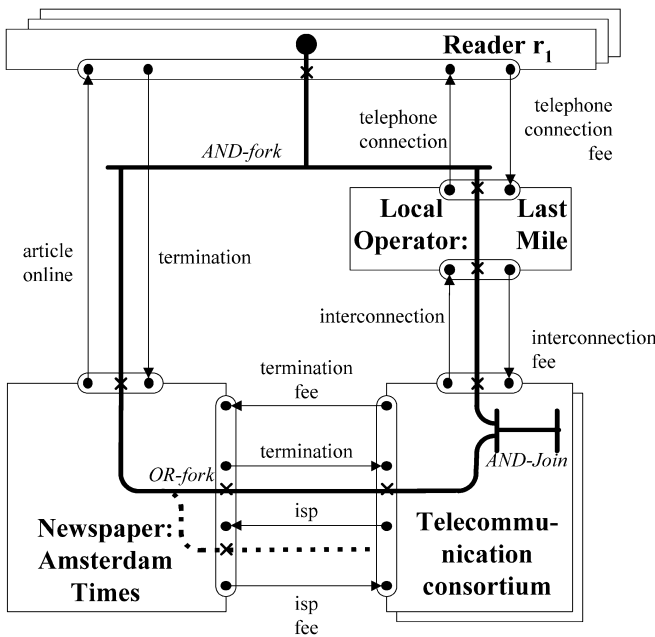 Reader r1
telephone
connection
telephone
connection
fee
AND-fork
Local
Operator:
Last
Mile
article
online
termination
interconnection
interconnection
fee
termination
fee
termination
AND-Join
OR-fork
isp
Newspaper:
Amsterdam
Times
Telecommu-
nication
consortium
isp
fee